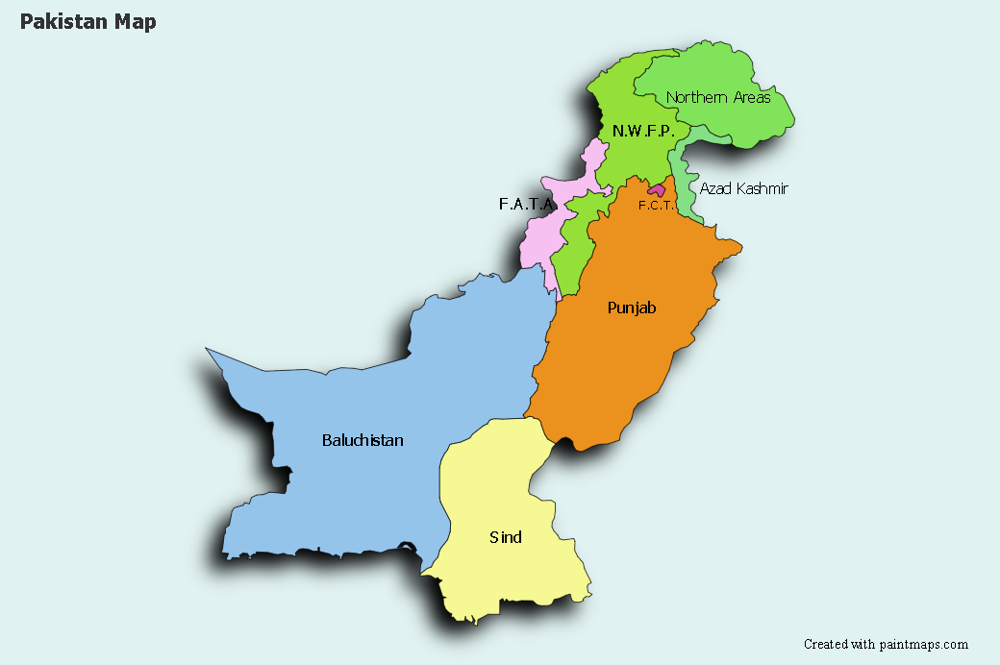 Pakistan Map
Northern Areas
N.W.F.P.
Azad Kashmir
F.A.T.A.
F.C.T.
Punjab
Baluchistan
Sind
Created with paintmaps.com